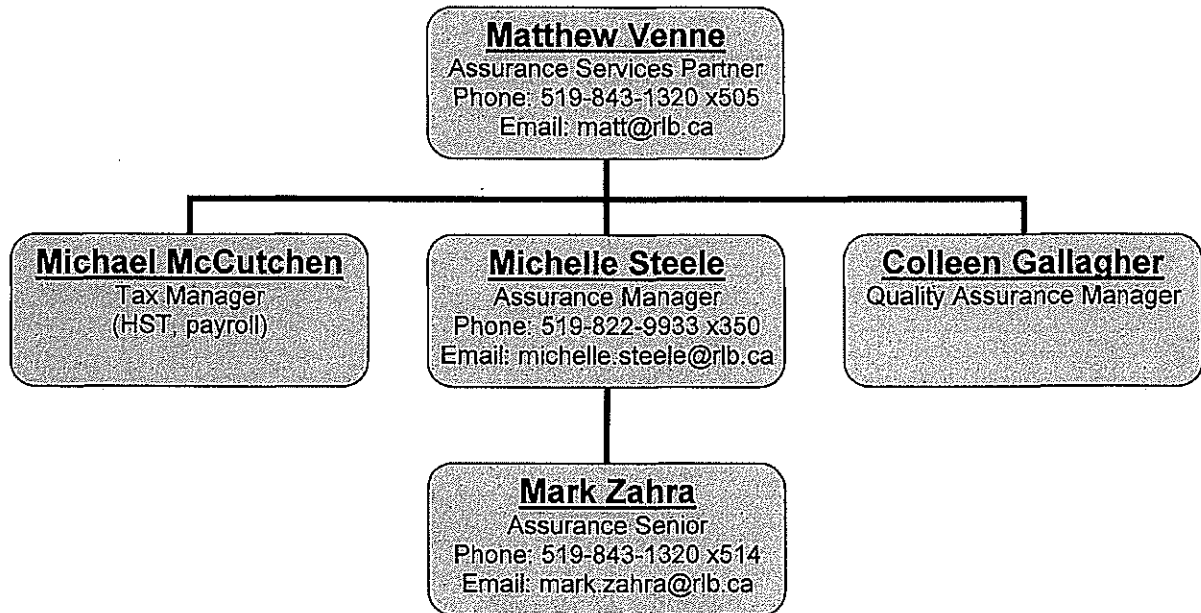 Matthew Venne
Assurance Services Partner
Phone: 519-843-1320 x505
Email: matt@rlb.ca
Michael McCutchen
Tax Manager
(HST, payroll)
Michelle Steele
Assurance Manager
Phone: 519-822-9933 x350
Email: michelle.steele@rlb.ca
Colleen Gallagher
Quality Assurance Manager
Mark Zahra
Assurance Senior
Phone: 519-843-1320 x514
Email: mark.zahra@rlb.ca